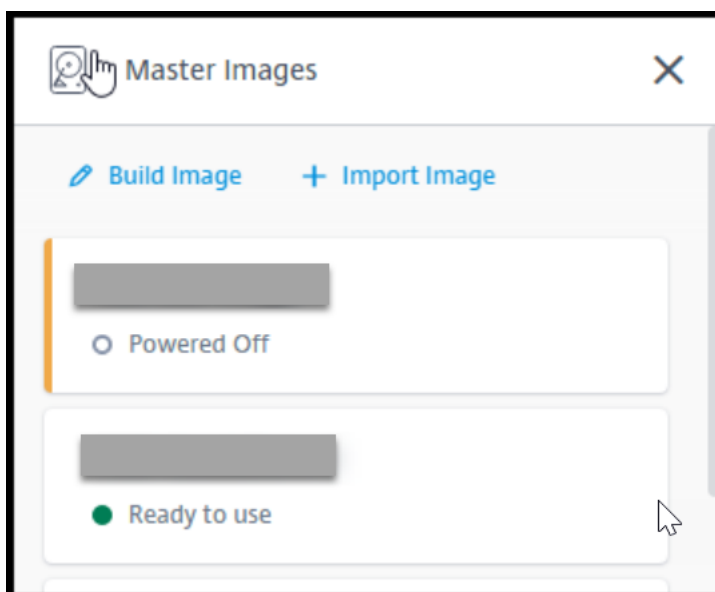 Master Images
Build Image
Import Image
Powered Off
Ready to use